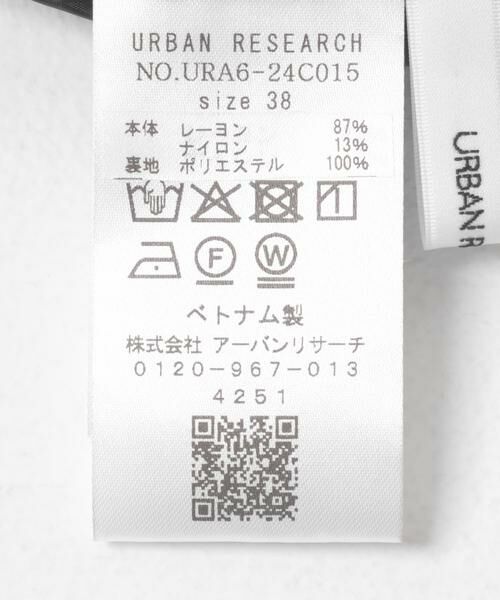 URBAN RESEARCH
NO.URA6-24C015
size 38
本体 レーヨン 87%
ナイロン 13%
裏地 ポリエステル 100%
F W
ベトナム製
株式会社 アーバンリサーチ
0120-967-013
4251
URBAN R